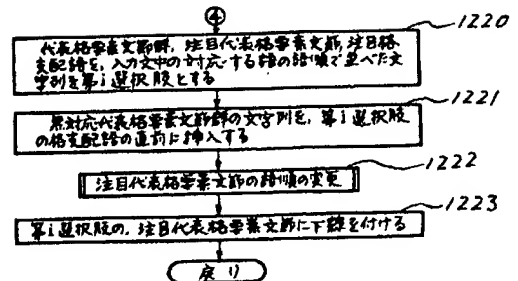 ④
1220
代表格要素文節群,注目代表格要素文節,注目格
支配語を,入力文中の対応する語の語順で並べた文
字列を第i選択肢とする
1221
無対応代表格要素文節群の文字列を,第i選択肢
の格支配語の直前に挿入する
1222
注目代表格要素文節の語順の変更
1223
第i選択肢の,注目代表格要素文節に下線を付ける
戻り